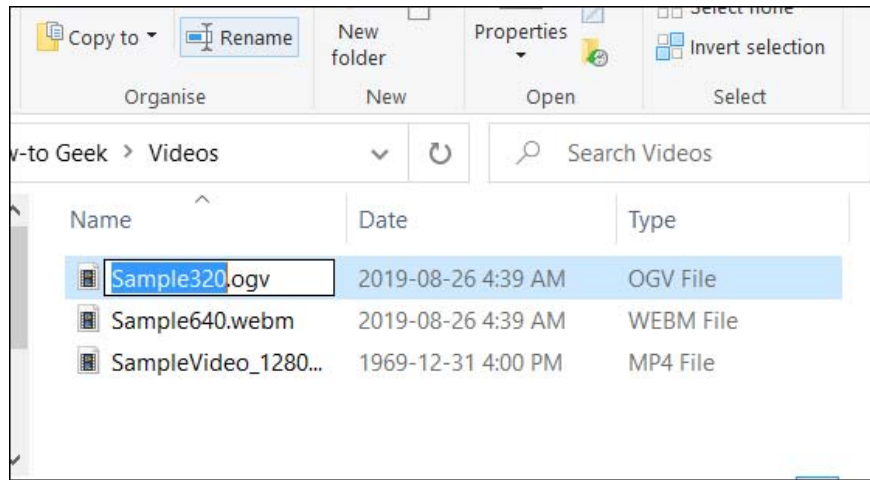 Select none
Copy to
Rename
New
folder
Properties
Invert selection
Organise
New
Open
Select
w-to Geek > Videos
Search Videos
Name
Date
Type
Sample320.ogv
2019-08-26 4:39 AM
OGV File
Sample640.webm
2019-08-26 4:39 AM
WEBM File
SampleVideo_1280...
1969-12-31 4:00 PM
MP4 File